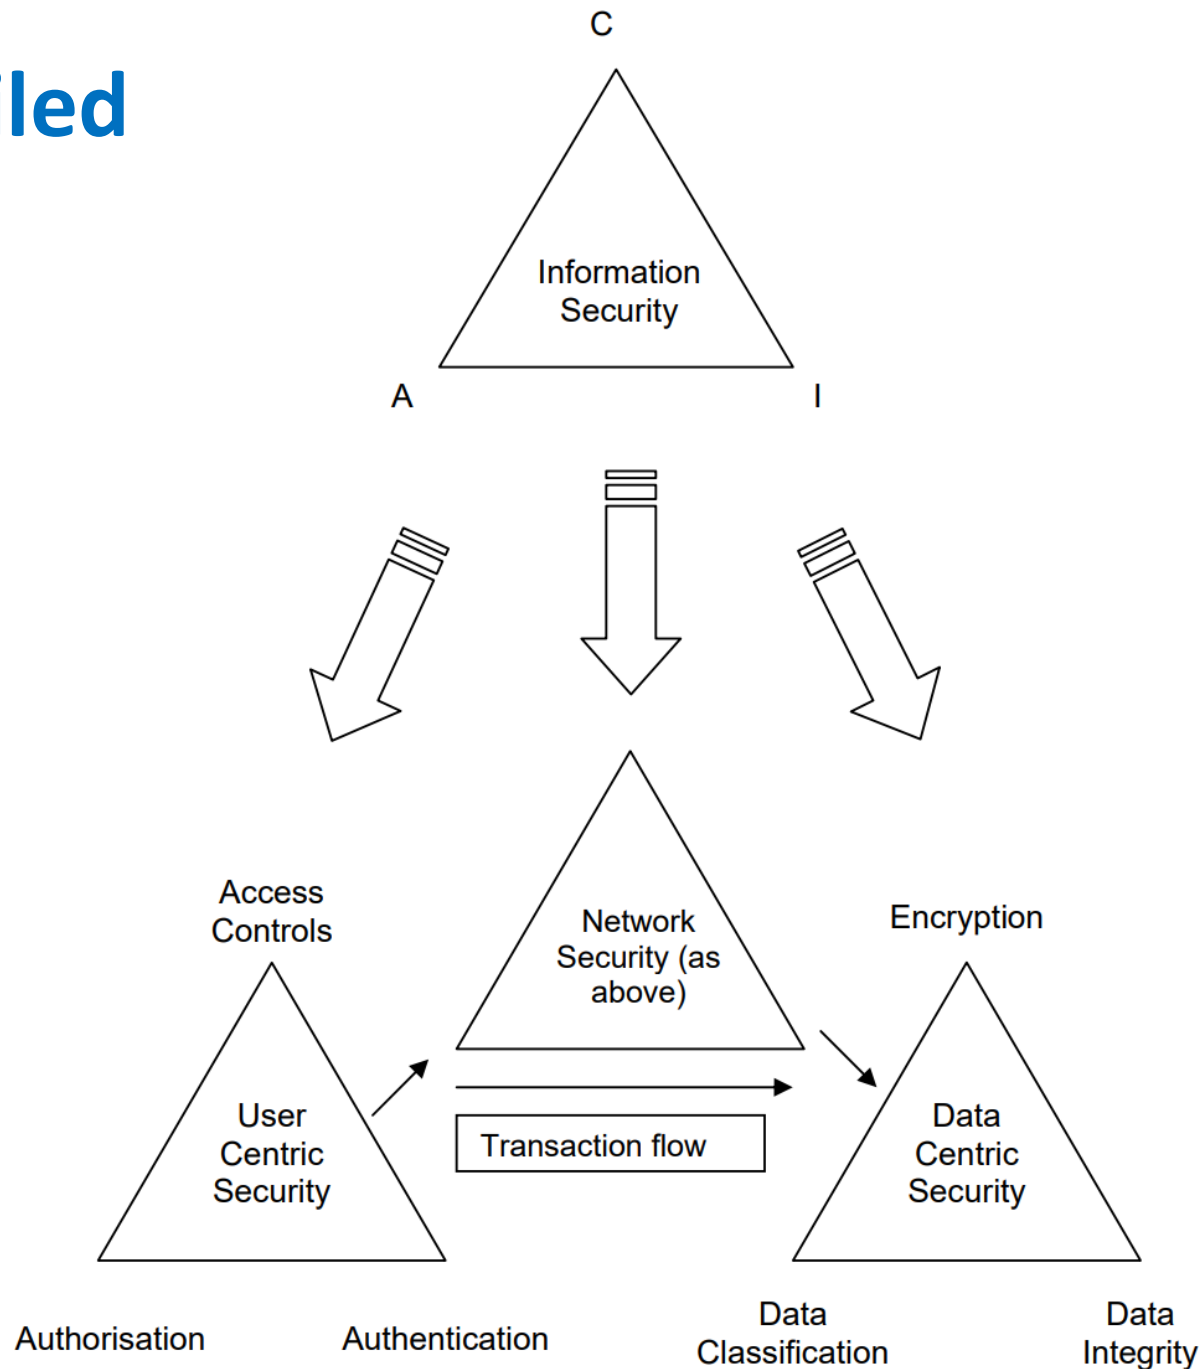 C
iled
Information
Security
A
I
Access
Controls
Network
Security (as
above)
Encryption
User
Centric
Security
Transaction flow
Data
Centric
Security
Authorisation
Authentication
Data
Classification
Data
Integrity